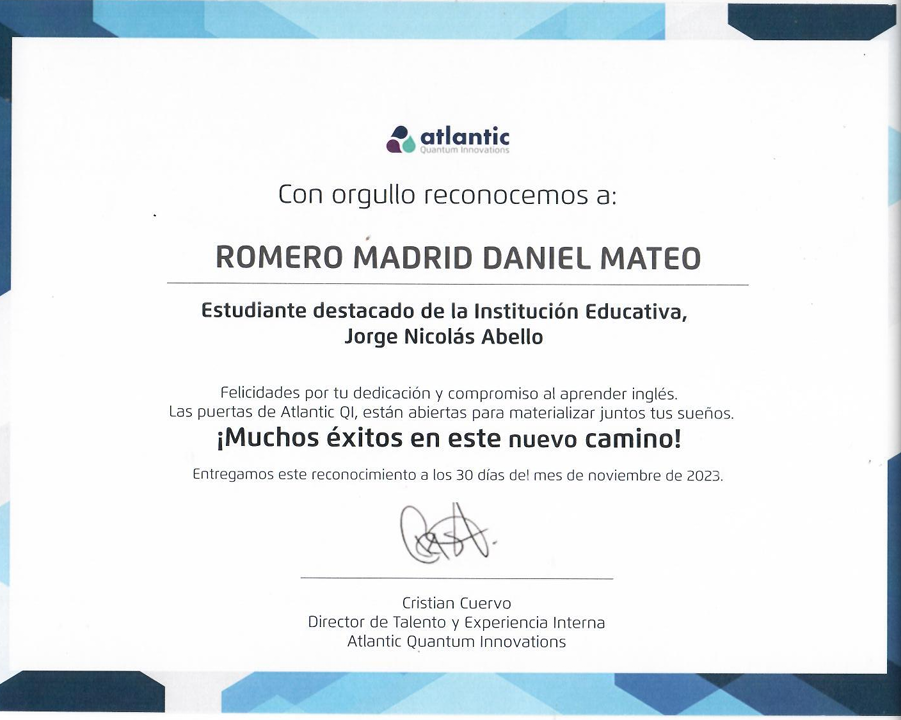 atlantic
Quantum Innovations
Con orgullo reconocemos a:
ROMERO MADRID DANIEL MATEO
Estudiante destacado de la Institución Educativa,
Jorge Nicolás Abello
Felicidades por tu dedicación y compromiso al aprender inglés.
Las puertas de Atlantic QI, están abiertas para materializar juntos tus sueños.
¡Muchos éxitos en este nuevo camino!
Entregamos este reconocimiento a los 30 días del mes de noviembre de 2023.
Cristian Cuervo
Director de Talento y Experiencia Interna
Atlantic Quantum Innovations